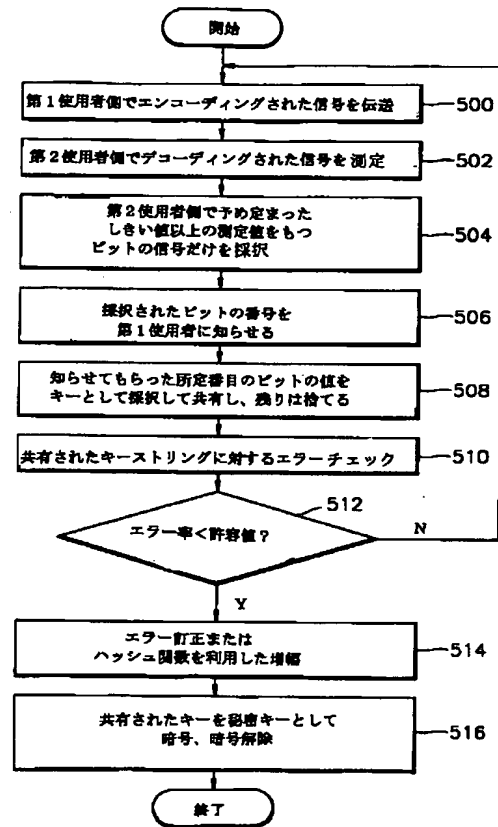 開始
第1使用者側でエンコーディングされた信号を伝送
500
第2使用者側でデコーディングされた信号を測定
502
第2使用者側で予め定まった
しきい値以上の測定値をもつ
ビットの信号だけを採択
504
採択されたビットの番号を
第1使用者に知らせる
506
知らせてもらった所定番目のビットの値を
キーとして採択して共有し、残りは捨てる
508
共有されたキーストリングに対するエラーチェック
510
512
エラー率<許容値?
N
Y
エラー訂正または
ハッシュ関数を利用した増幅
514
共有されたキーを秘密キーとして
暗号、暗号解除
516
終了